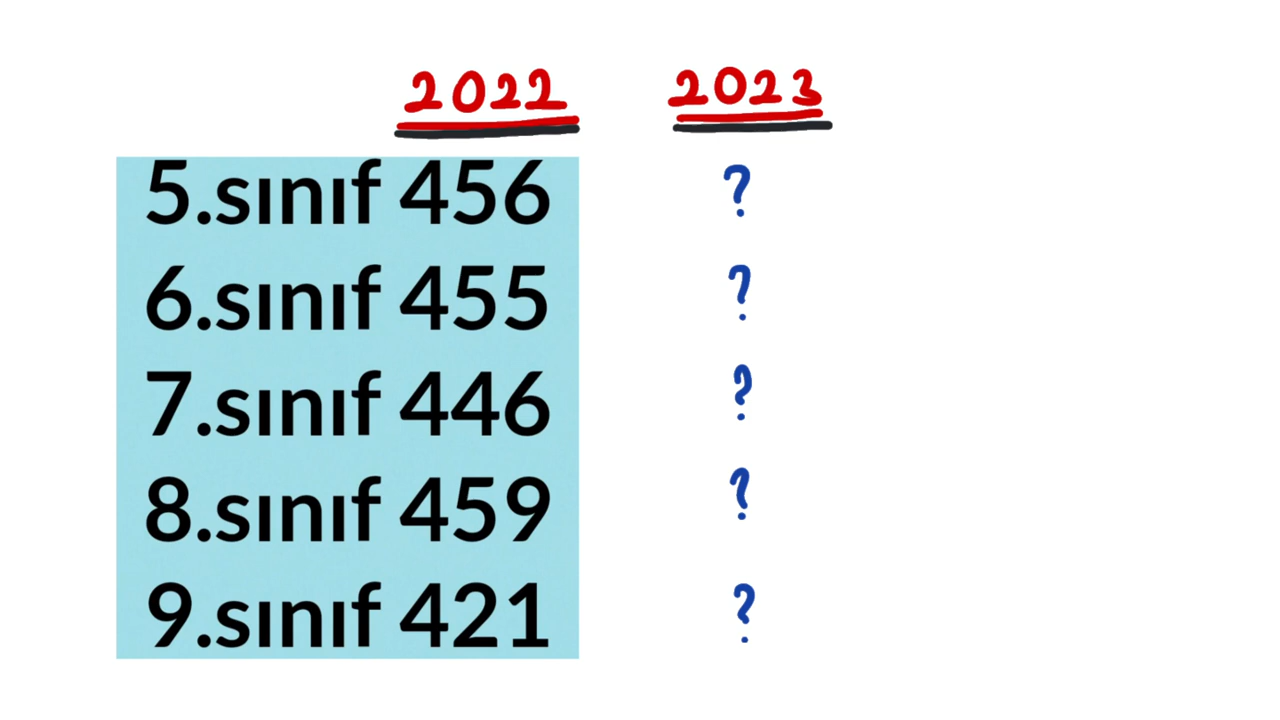 2022 2023
5.sınıf 456 ?
6.sınıf 455 ?
7.sınıf 446 ?
8.sınıf 459 ?
9.sınıf 421 ?